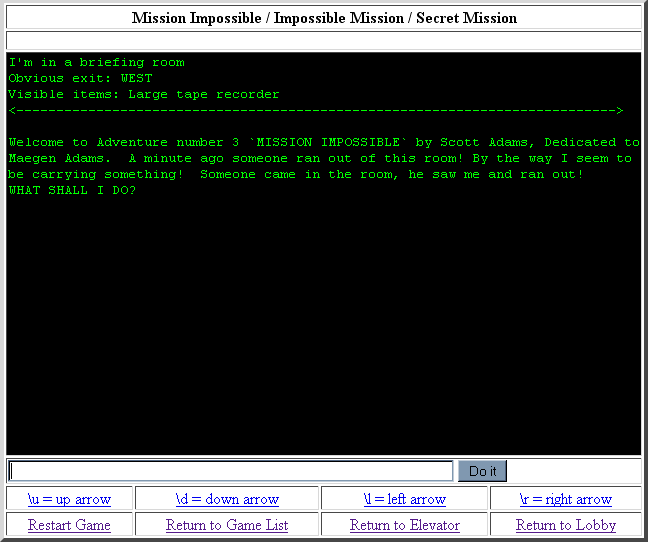 Mission Impossible / Impossible Mission / Secret Mission
I'm in a briefing room
Obvious exit: WEST
Visible items: Large tape recorder
<--------------------------------------------------------------------------->
Welcome to Adventure number 3 `MISSION IMPOSSIBLE` by Scott Adams, Dedicated to
Maegen Adams.  A minute ago someone ran out of this room! By the way I seem to
be carrying something!  Someone came in the room, he saw me and ran out!
WHAT SHALL I DO?
Do it
\u = up arrow
\d = down arrow
\l = left arrow
\r = right arrow
Restart Game
Return to Game List
Return to Elevator
Return to Lobby